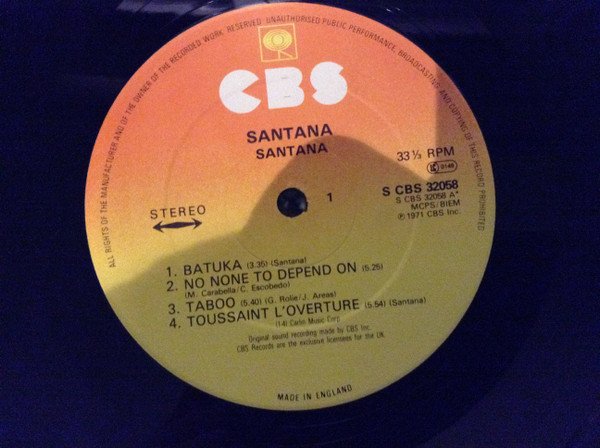 ALL RIGHTS OF THE MANUFACTURER AND OF THE OWNER OF THE RECORDED WORK RESERVED. UNAUTHORISED PUBLIC PERFORMANCE, BROADCASTING AND COPYING OF THIS RECORD PROHIBITED
CBS
SANTANA
SANTANA
33⅓ RPM
1
S CBS 32058
S CBS 32058 A*
MCPS/BIEM
℗ 1971 CBS Inc.
STEREO
1. BATUKA (3.35) (Santana)
2. NO NONE TO DEPEND ON (5.25)
(M. Carabella/C. Escobedo)
3. TABOO (5.40) (G. Rolie/J. Areas)
4. TOUSSAINT L'OVERTURE (5.54) (Santana)
(1-4) Music Corp.
Original sound recording made by CBS Inc.
CBS Records are the exclusive licensees for the UK.
MADE IN ENGLAND